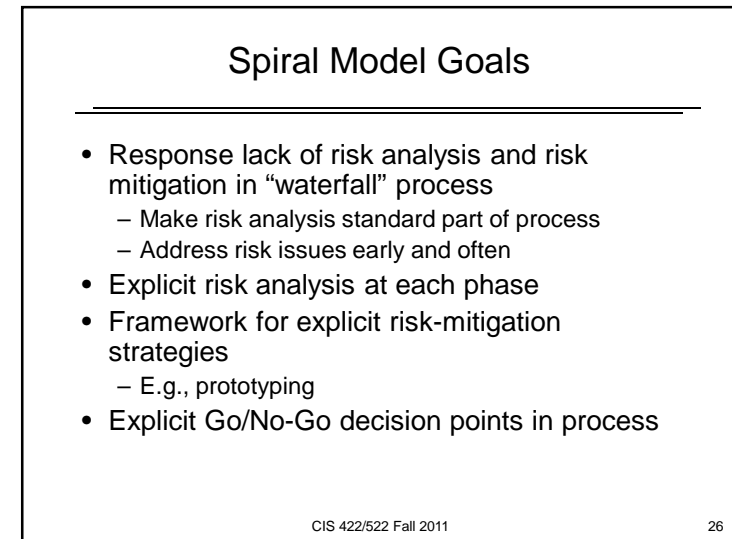 Spiral Model Goals
• Response lack of risk analysis and risk
mitigation in “waterfall” process
– Make risk analysis standard part of process
– Address risk issues early and often
• Explicit risk analysis at each phase
• Framework for explicit risk-mitigation
strategies
– E.g., prototyping
• Explicit Go/No-Go decision points in process
CIS 422/522 Fall 2011
26